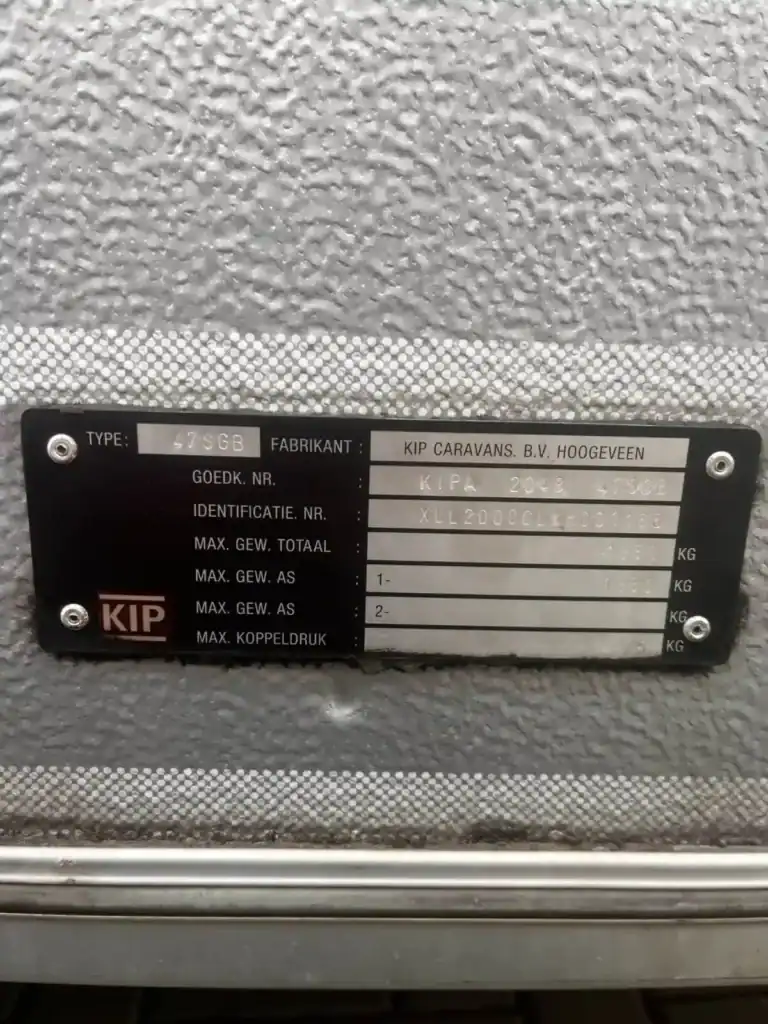 TYPE: 47SGB FABRIKANT : KIP CARAVANS. B.V. HOOGEVEEN
GOEDK. NR. : KIPA
IDENTIFICATIE. NR. :
MAX. GEW. TOTAAL : KG
MAX. GEW. AS : 1- KG
MAX. GEW. AS : 2- KG
MAX. KOPPELDRUK : KG
KIP